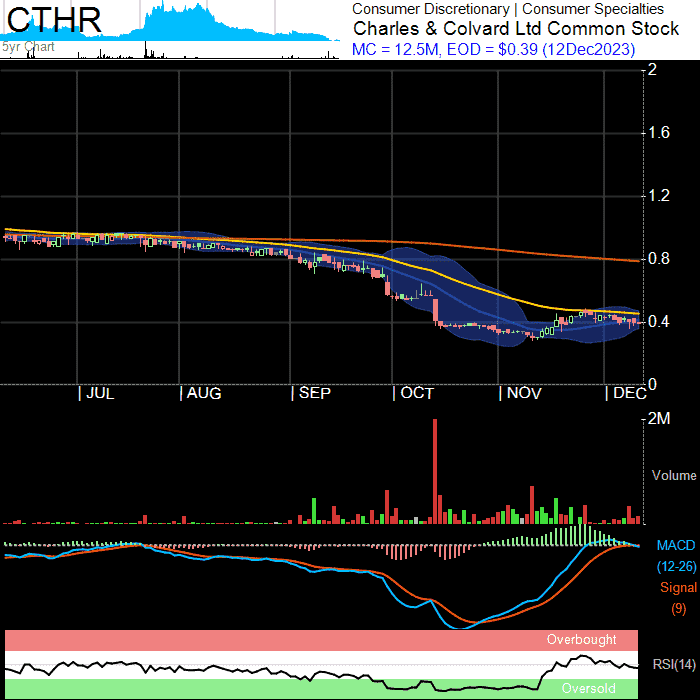 CTHR
5yr Chart
Consumer Discretionary | Consumer Specialties
Charles & Colvard Ltd Common Stock
MC = 12.5M, EOD = $0.39 (12Dec2023)
2
1.6
1.2
0.8
0.4
0
| JUL | AUG | SEP | OCT | NOV | DEC
2M
Volume
MACD
(12-26)
Signal
(9)
Overbought
RSI(14)
Oversold